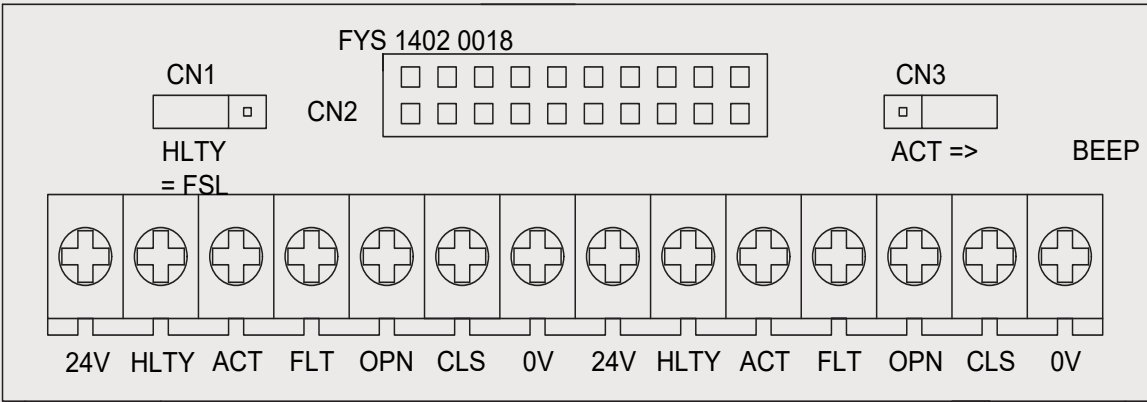 FYS 1402 0018
CN1
CN2
CN3
HLTY
= FSL
ACT => BEEP
24V HLTY ACT FLT OPN CLS 0V 24V HLTY ACT FLT OPN CLS 0V